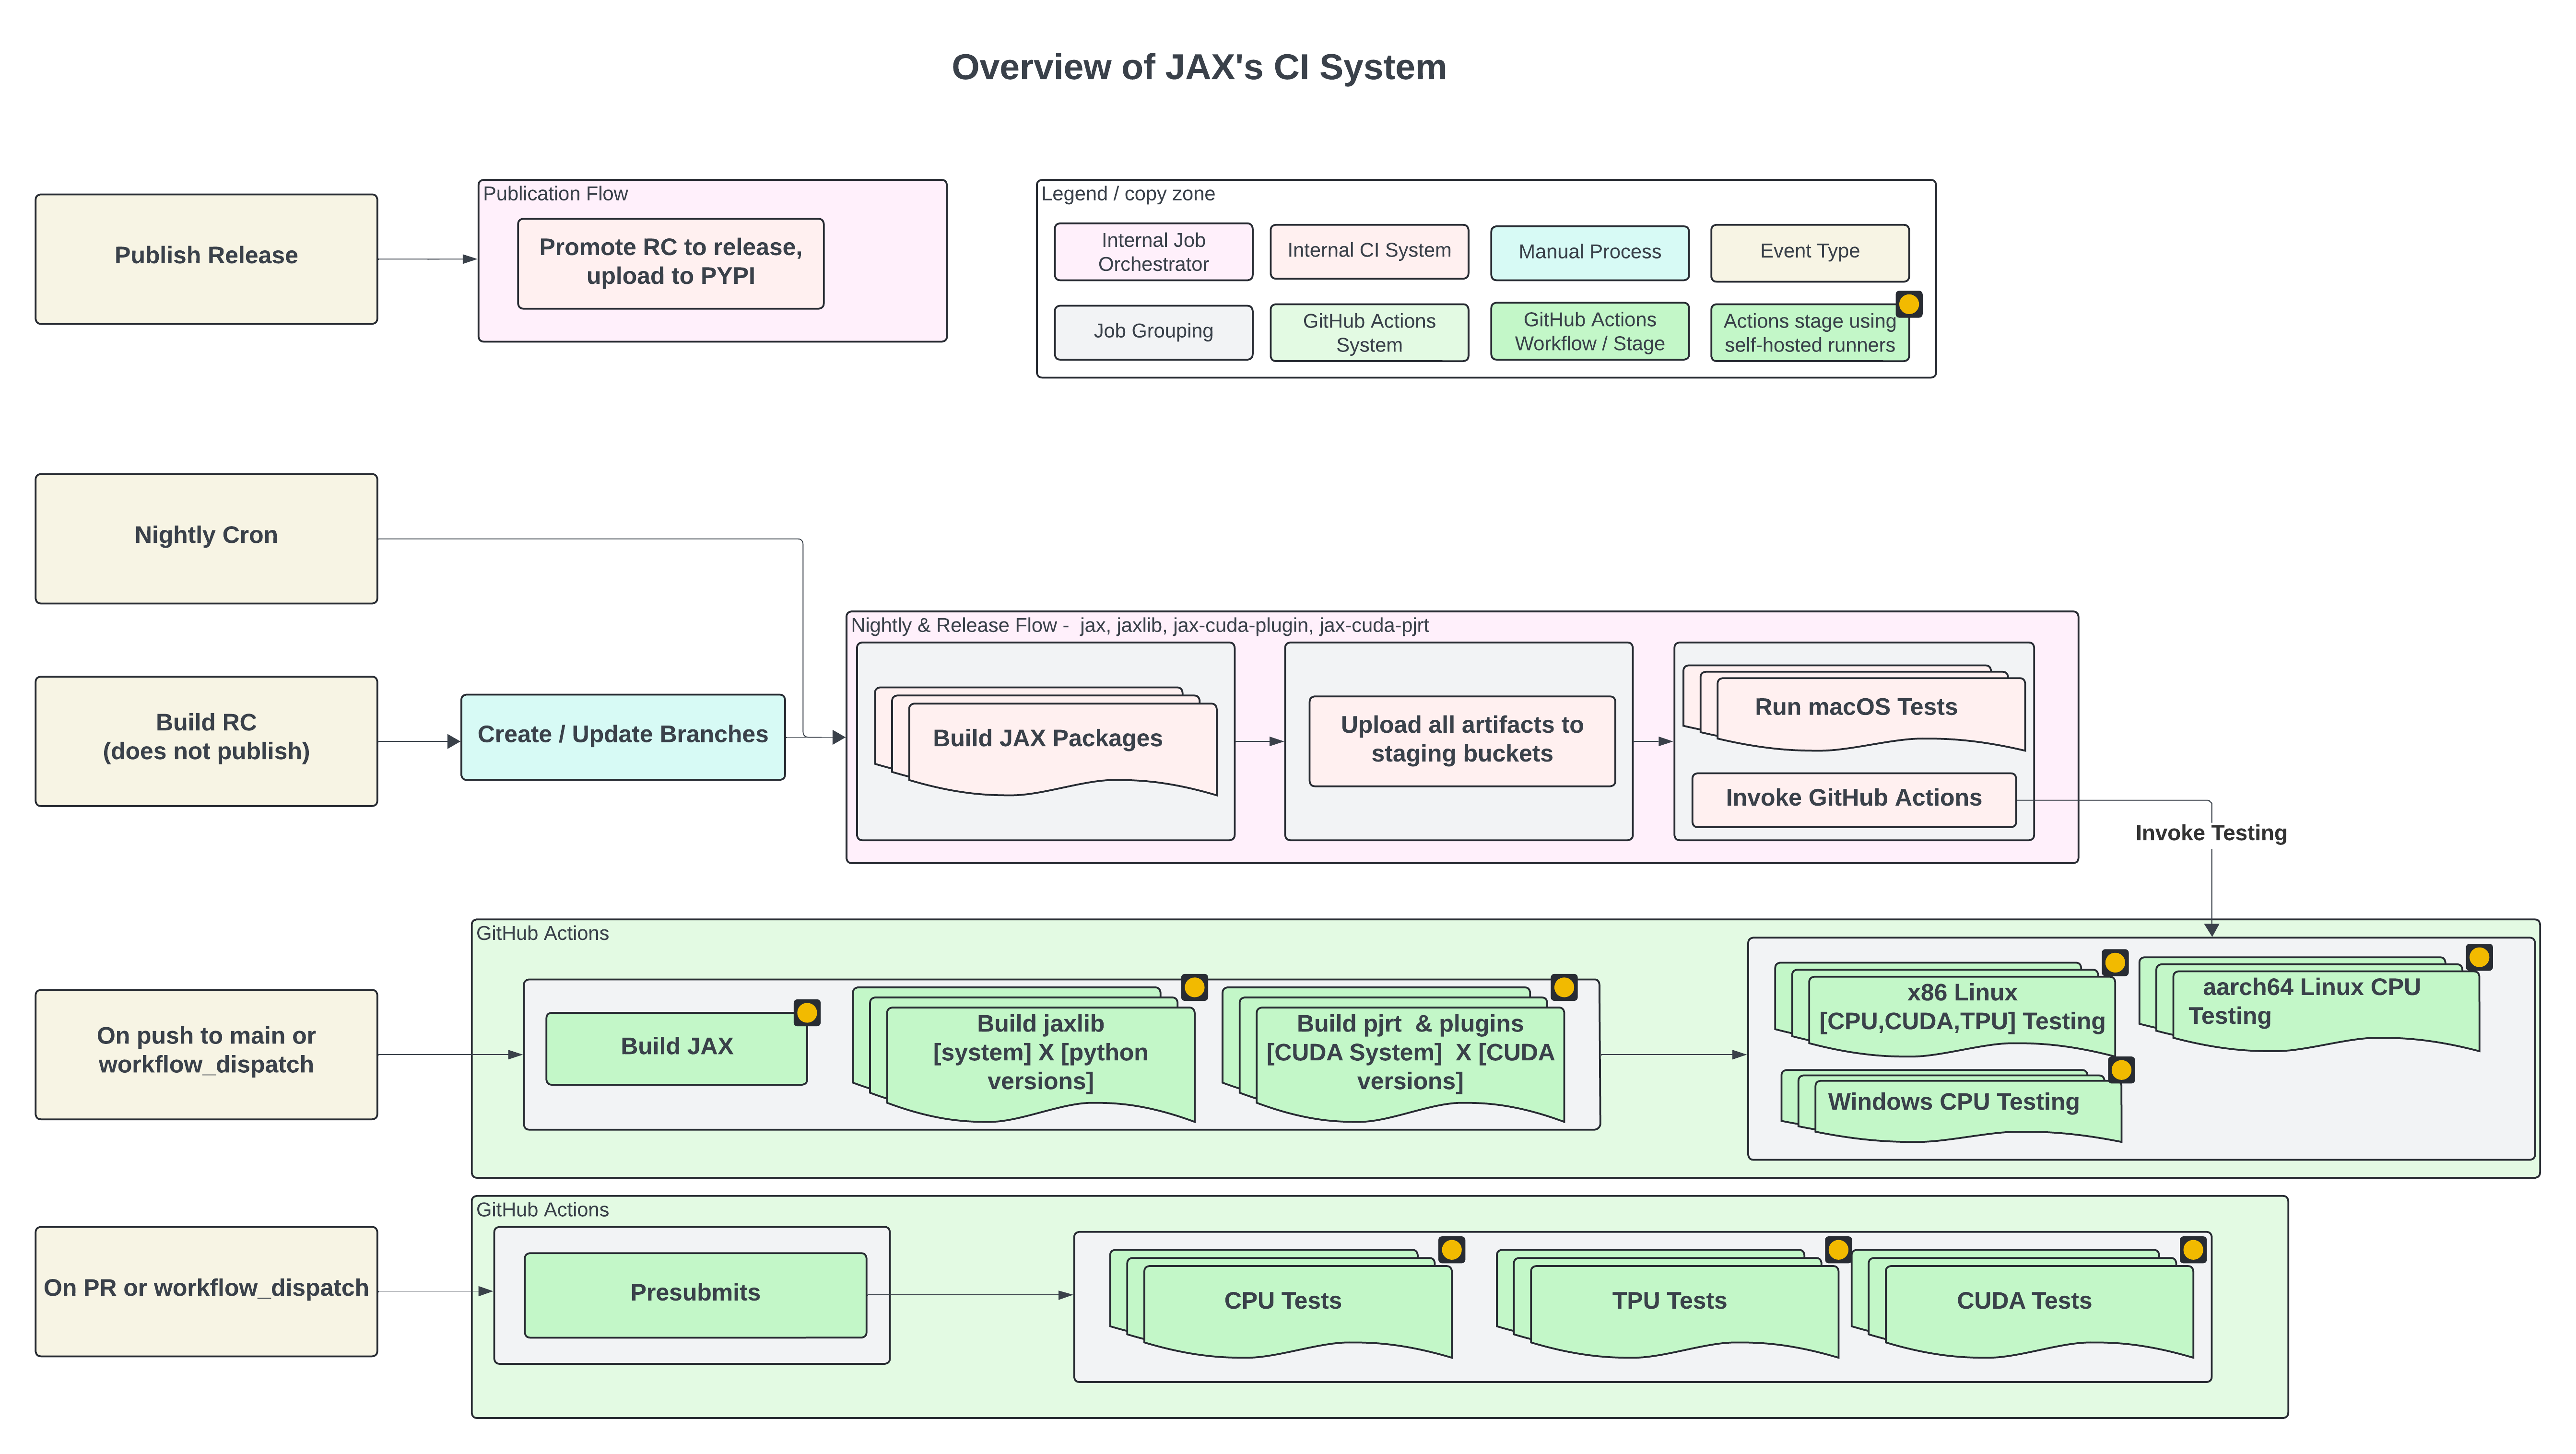 Overview of JAX's CI System
Publish Release
Publication Flow
Promote RC to release,
upload to PYPI
Legend / copy zone
Internal Job
Orchestrator
Internal CI System
Manual Process
Event Type
Job Grouping
GitHub Actions
System
GitHub Actions
Workflow / Stage
Actions stage using
self-hosted runners
Nightly Cron
Build RC
(does not publish)
Create / Update Branches
Nightly & Release Flow -  jax, jaxlib, jax-cuda-plugin, jax-cuda-pjrt
Build JAX Packages
Upload all artifacts to
staging buckets
Run macOS Tests
Invoke GitHub Actions
Invoke Testing
On push to main or
workflow_dispatch
GitHub Actions
Build JAX
Build jaxlib
[system] X [python
versions]
Build pjrt  & plugins
[CUDA System]  X [CUDA
versions]
x86 Linux
[CPU,CUDA,TPU] Testing
aarch64 Linux CPU
Testing
Windows CPU Testing
On PR or workflow_dispatch
GitHub Actions
Presubmits
CPU Tests
TPU Tests
CUDA Tests